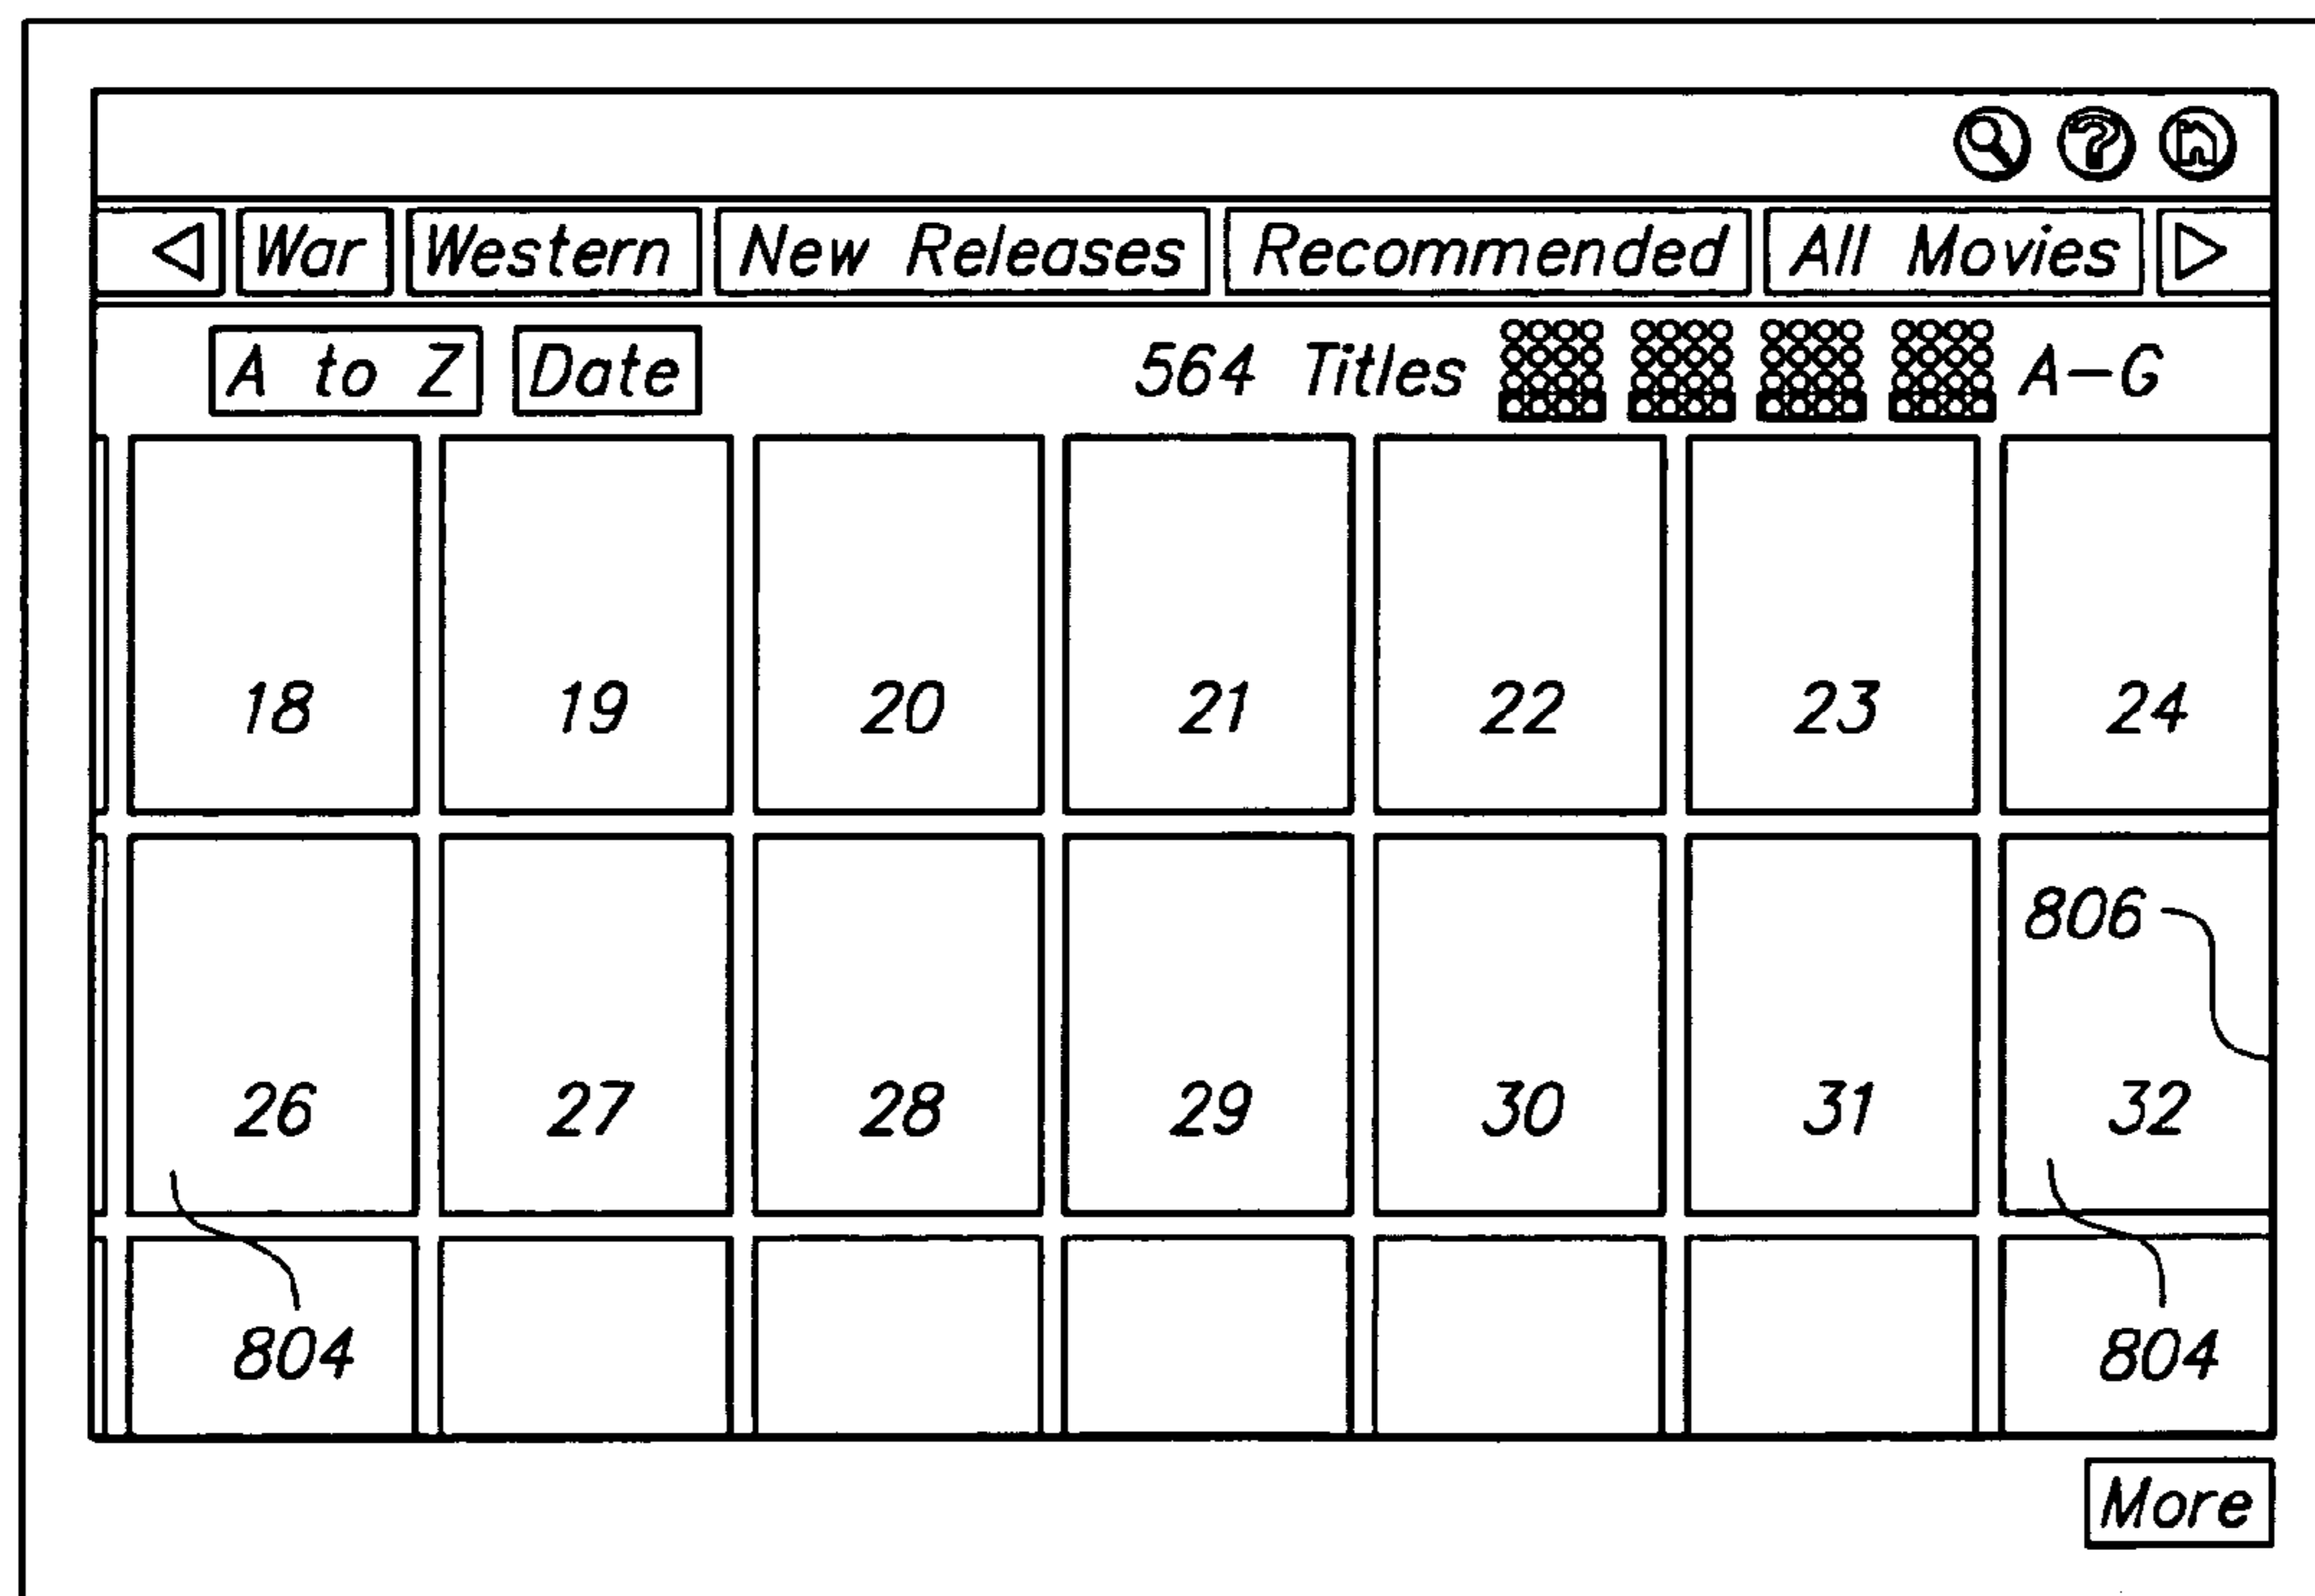 ?
War Western New Releases Recommended All Movies
A to Z Date 564 Titles A-G
18 19 20 21 22 23 24
806
26 27 28 29 30 31 32
804 804
More